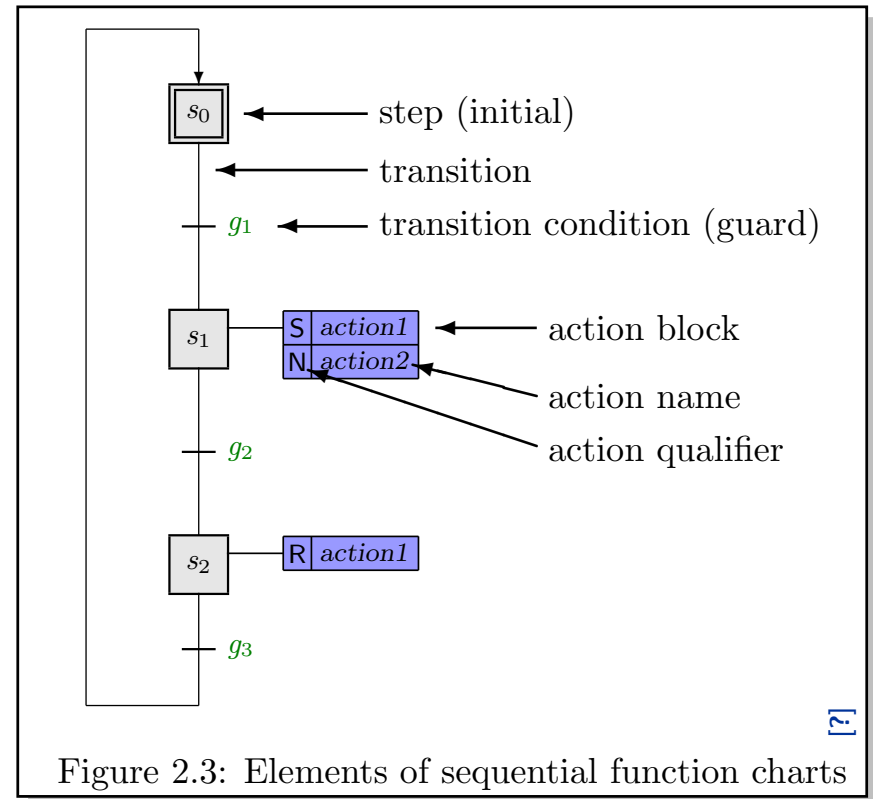 s0
step (initial)
transition
g1
transition condition (guard)
s1
S action1
action block
N action2
action name
action qualifier
g2
s2
R action1
g3
[?]
Figure 2.3: Elements of sequential function charts